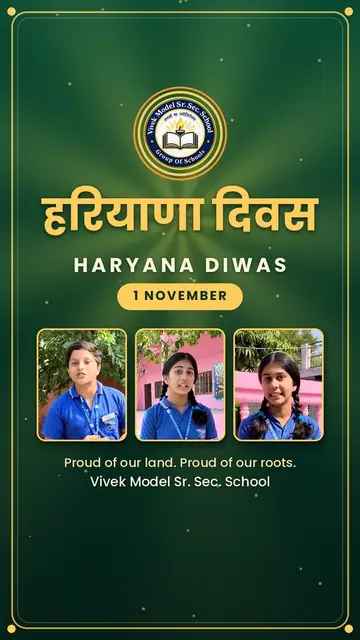 Vivek Model Sr. Sec. School
Group Of Schools
हरियाणा दिवस
HARYANA DIWAS
1 NOVEMBER
Proud of our land. Proud of our roots.
Vivek Model Sr. Sec. School